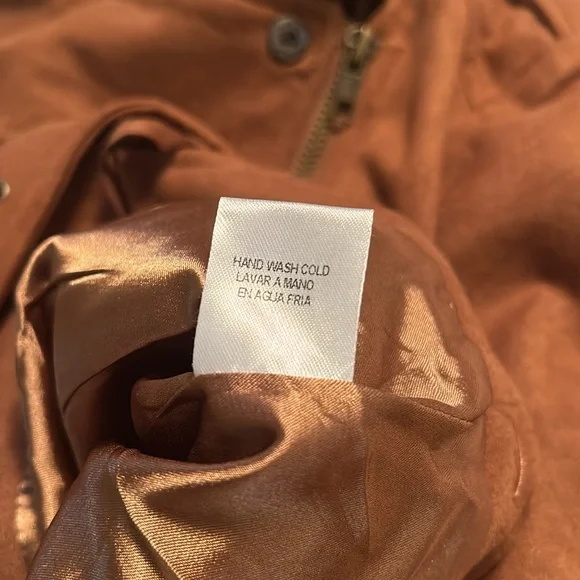 HAND WASH COLD
LAVAR A MANO
EN AGUA FRIA